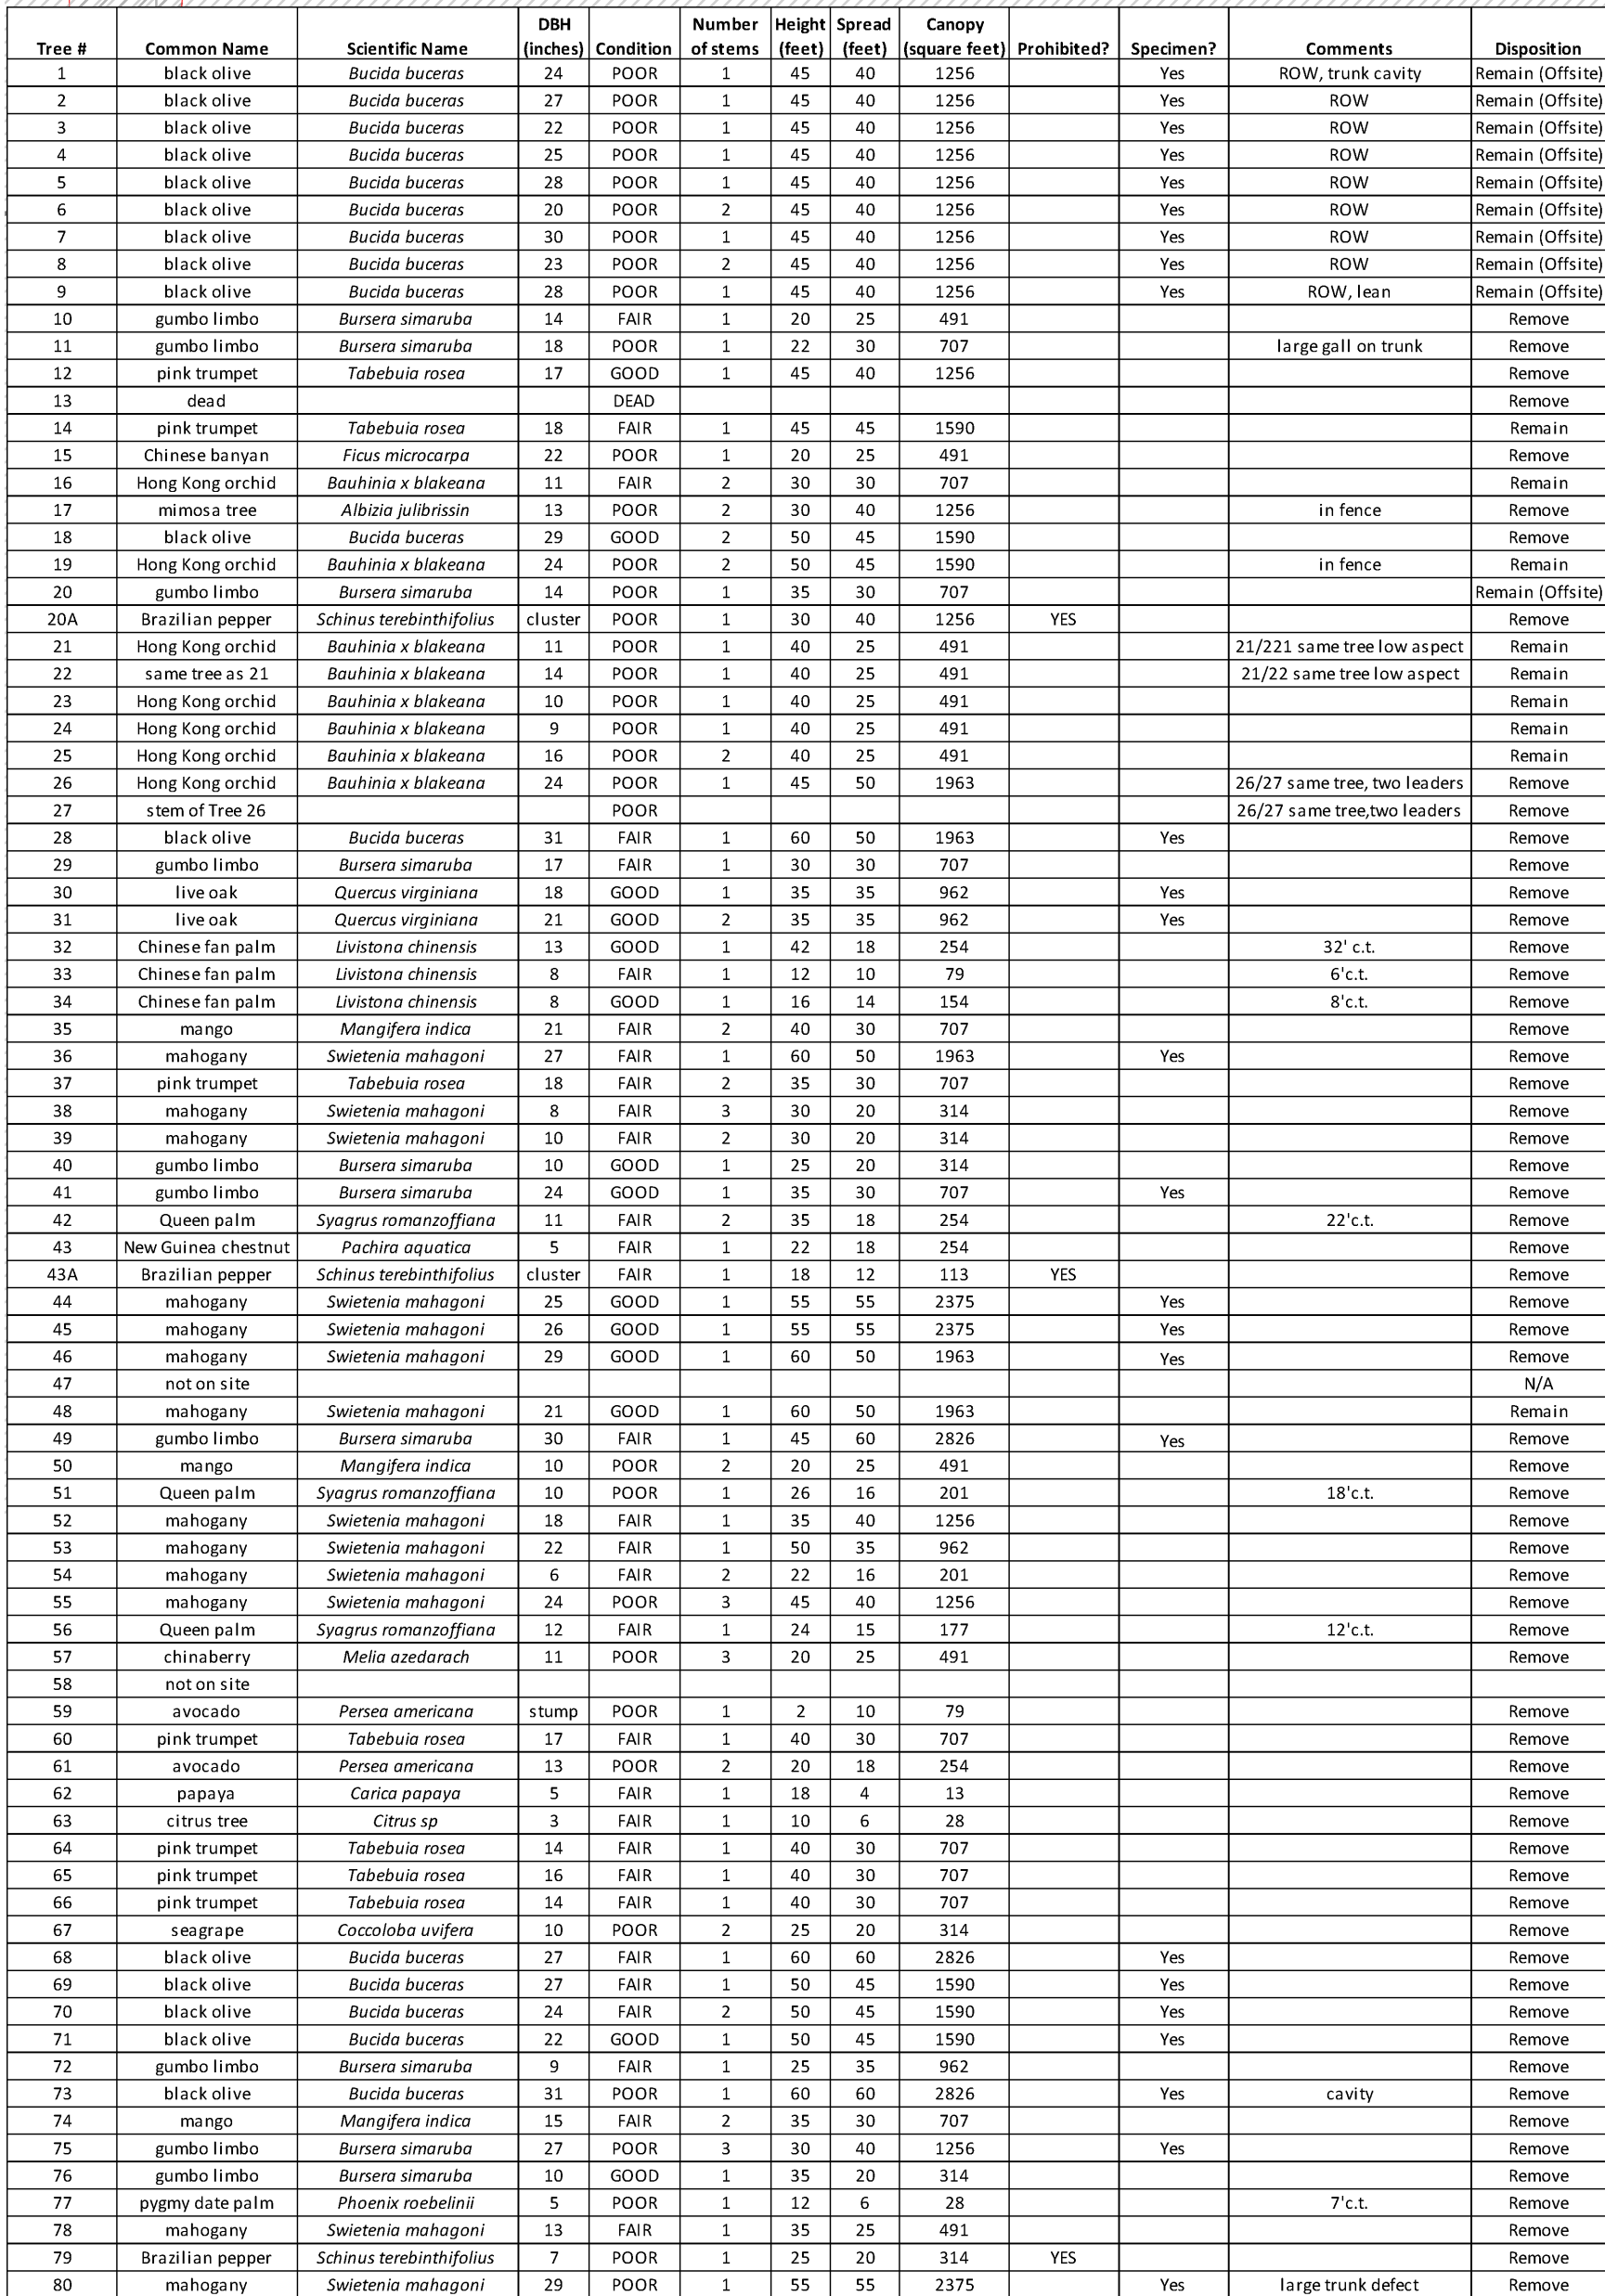 Tree # Common Name Scientific Name DBH (inches) Condition Number of stems Height (feet) Spread (feet) Canopy (square feet) Prohibited? Specimen? Comments Disposition
1 black olive Bucida buceras 24 POOR 1 45 40 1256 Yes ROW, trunk cavity Remain (Offsite)
2 black olive Bucida buceras 27 POOR 1 45 40 1256 Yes ROW Remain (Offsite)
3 black olive Bucida buceras 22 POOR 1 45 40 1256 Yes ROW Remain (Offsite)
4 black olive Bucida buceras 25 POOR 1 45 40 1256 Yes ROW Remain (Offsite)
5 black olive Bucida buceras 28 POOR 1 45 40 1256 Yes ROW Remain (Offsite)
6 black olive Bucida buceras 20 POOR 2 45 40 1256 Yes ROW Remain (Offsite)
7 black olive Bucida buceras 30 POOR 1 45 40 1256 Yes ROW Remain (Offsite)
8 black olive Bucida buceras 23 POOR 2 45 40 1256 Yes ROW Remain (Offsite)
9 black olive Bucida buceras 28 POOR 1 45 40 1256 Yes ROW, lean Remain (Offsite)
10 gumbo limbo Bursera simaruba 14 FAIR 1 20 25 491 Remove
11 gumbo limbo Bursera simaruba 18 POOR 1 22 30 707 large gall on trunk Remove
12 pink trumpet Tabebuia rosea 17 GOOD 1 45 40 1256 Remove
13 dead DEAD Remove
14 pink trumpet Tabebuia rosea 18 FAIR 1 45 45 1590 Remain
15 Chinese banyan Ficus microcarpa 22 POOR 1 20 25 491 Remove
16 Hong Kong orchid Bauhinia x blakeana 11 FAIR 2 30 30 707 Remain
17 mimosa tree Albizia julibrissin 13 POOR 2 30 40 1256 in fence Remove
18 black olive Bucida buceras 29 GOOD 2 50 45 1590 Remove
19 Hong Kong orchid Bauhinia x blakeana 24 POOR 2 50 45 1590 in fence Remain
20 gumbo limbo Bursera simaruba 14 POOR 1 35 30 707 Remain (Offsite)
20A Brazilian pepper Schinus terebinthifolius cluster POOR 1 30 40 1256 YES Remove
21 Hong Kong orchid Bauhinia x blakeana 11 POOR 1 40 25 491 21/221 same tree low aspect Remain
22 same tree as 21 Bauhinia x blakeana 14 POOR 1 40 25 491 21/22 same tree low aspect Remain
23 Hong Kong orchid Bauhinia x blakeana 10 POOR 1 40 25 491 Remain
24 Hong Kong orchid Bauhinia x blakeana 9 POOR 1 40 25 491 Remain
25 Hong Kong orchid Bauhinia x blakeana 16 POOR 2 40 25 491 Remain
26 Hong Kong orchid Bauhinia x blakeana 24 POOR 1 45 50 1963 26/27 same tree, two leaders Remove
27 stem of Tree 26 POOR 26/27 same tree,two leaders Remove
28 black olive Bucida buceras 31 FAIR 1 60 50 1963 Yes Remove
29 gumbo limbo Bursera simaruba 17 FAIR 1 30 30 707 Remove
30 live oak Quercus virginiana 18 GOOD 1 35 35 962 Yes Remove
31 live oak Quercus virginiana 21 GOOD 2 35 35 962 Yes Remove
32 Chinese fan palm Livistona chinensis 13 GOOD 1 42 18 254 32' c.t. Remove
33 Chinese fan palm Livistona chinensis 8 FAIR 1 12 10 79 6'c.t. Remove
34 Chinese fan palm Livistona chinensis 8 GOOD 1 16 14 154 8'c.t. Remove
35 mango Mangifera indica 21 FAIR 2 40 30 707 Remove
36 mahogany Swietenia mahagoni 27 FAIR 1 60 50 1963 Yes Remove
37 pink trumpet Tabebuia rosea 18 FAIR 2 35 30 707 Remove
38 mahogany Swietenia mahagoni 8 FAIR 3 30 20 314 Remove
39 mahogany Swietenia mahagoni 10 FAIR 2 30 20 314 Remove
40 gumbo limbo Bursera simaruba 10 GOOD 1 25 20 314 Remove
41 gumbo limbo Bursera simaruba 24 GOOD 1 35 30 707 Yes Remove
42 Queen palm Syagrus romanzoffiana 11 FAIR 2 35 18 254 22'c.t. Remove
43 New Guinea chestnut Pachira aquatica 5 FAIR 1 22 18 254 Remove
43A Brazilian pepper Schinus terebinthifolius cluster FAIR 1 18 12 113 YES Remove
44 mahogany Swietenia mahagoni 25 GOOD 1 55 55 2375 Yes Remove
45 mahogany Swietenia mahagoni 26 GOOD 1 55 55 2375 Yes Remove
46 mahogany Swietenia mahagoni 29 GOOD 1 60 50 1963 Yes Remove
47 not on site N/A
48 mahogany Swietenia mahagoni 21 GOOD 1 60 50 1963 Remain
49 gumbo limbo Bursera simaruba 30 FAIR 1 45 60 2826 Yes Remove
50 mango Mangifera indica 10 POOR 2 20 25 491 Remove
51 Queen palm Syagrus romanzoffiana 10 POOR 1 26 16 201 18'c.t. Remove
52 mahogany Swietenia mahagoni 18 FAIR 1 35 40 1256 Remove
53 mahogany Swietenia mahagoni 22 FAIR 1 50 35 962 Remove
54 mahogany Swietenia mahagoni 6 FAIR 2 22 16 201 Remove
55 mahogany Swietenia mahagoni 24 POOR 3 45 40 1256 Remove
56 Queen palm Syagrus romanzoffiana 12 FAIR 1 24 15 177 12'c.t. Remove
57 chinaberry Melia azedarach 11 POOR 3 20 25 491 Remove
58 not on site
59 avocado Persea americana stump POOR 1 2 10 79 Remove
60 pink trumpet Tabebuia rosea 17 FAIR 1 40 30 707 Remove
61 avocado Persea americana 13 POOR 2 20 18 254 Remove
62 papaya Carica papaya 5 FAIR 1 18 4 13 Remove
63 citrus tree Citrus sp 3 FAIR 1 10 6 28 Remove
64 pink trumpet Tabebuia rosea 14 FAIR 1 40 30 707 Remove
65 pink trumpet Tabebuia rosea 16 FAIR 1 40 30 707 Remove
66 pink trumpet Tabebuia rosea 14 FAIR 1 40 30 707 Remove
67 seagrape Coccoloba uvifera 10 POOR 2 25 20 314 Remove
68 black olive Bucida buceras 27 FAIR 1 60 60 2826 Yes Remove
69 black olive Bucida buceras 27 FAIR 1 50 45 1590 Yes Remove
70 black olive Bucida buceras 24 FAIR 2 50 45 1590 Yes Remove
71 black olive Bucida buceras 22 GOOD 1 50 45 1590 Yes Remove
72 gumbo limbo Bursera simaruba 9 FAIR 1 25 35 962 Remove
73 black olive Bucida buceras 31 POOR 1 60 60 2826 Yes cavity Remove
74 mango Mangifera indica 15 FAIR 2 35 30 707 Remove
75 gumbo limbo Bursera simaruba 27 POOR 3 30 40 1256 Yes Remove
76 gumbo limbo Bursera simaruba 10 GOOD 1 35 20 314 Remove
77 pygmy date palm Phoenix roebelinii 5 POOR 1 12 6 28 7'c.t. Remove
78 mahogany Swietenia mahagoni 13 FAIR 1 35 25 491 Remove
79 Brazilian pepper Schinus terebinthifolius 7 POOR 1 25 20 314 YES Remove
80 mahogany Swietenia mahagoni 29 POOR 1 55 55 2375 Yes large trunk defect Remove